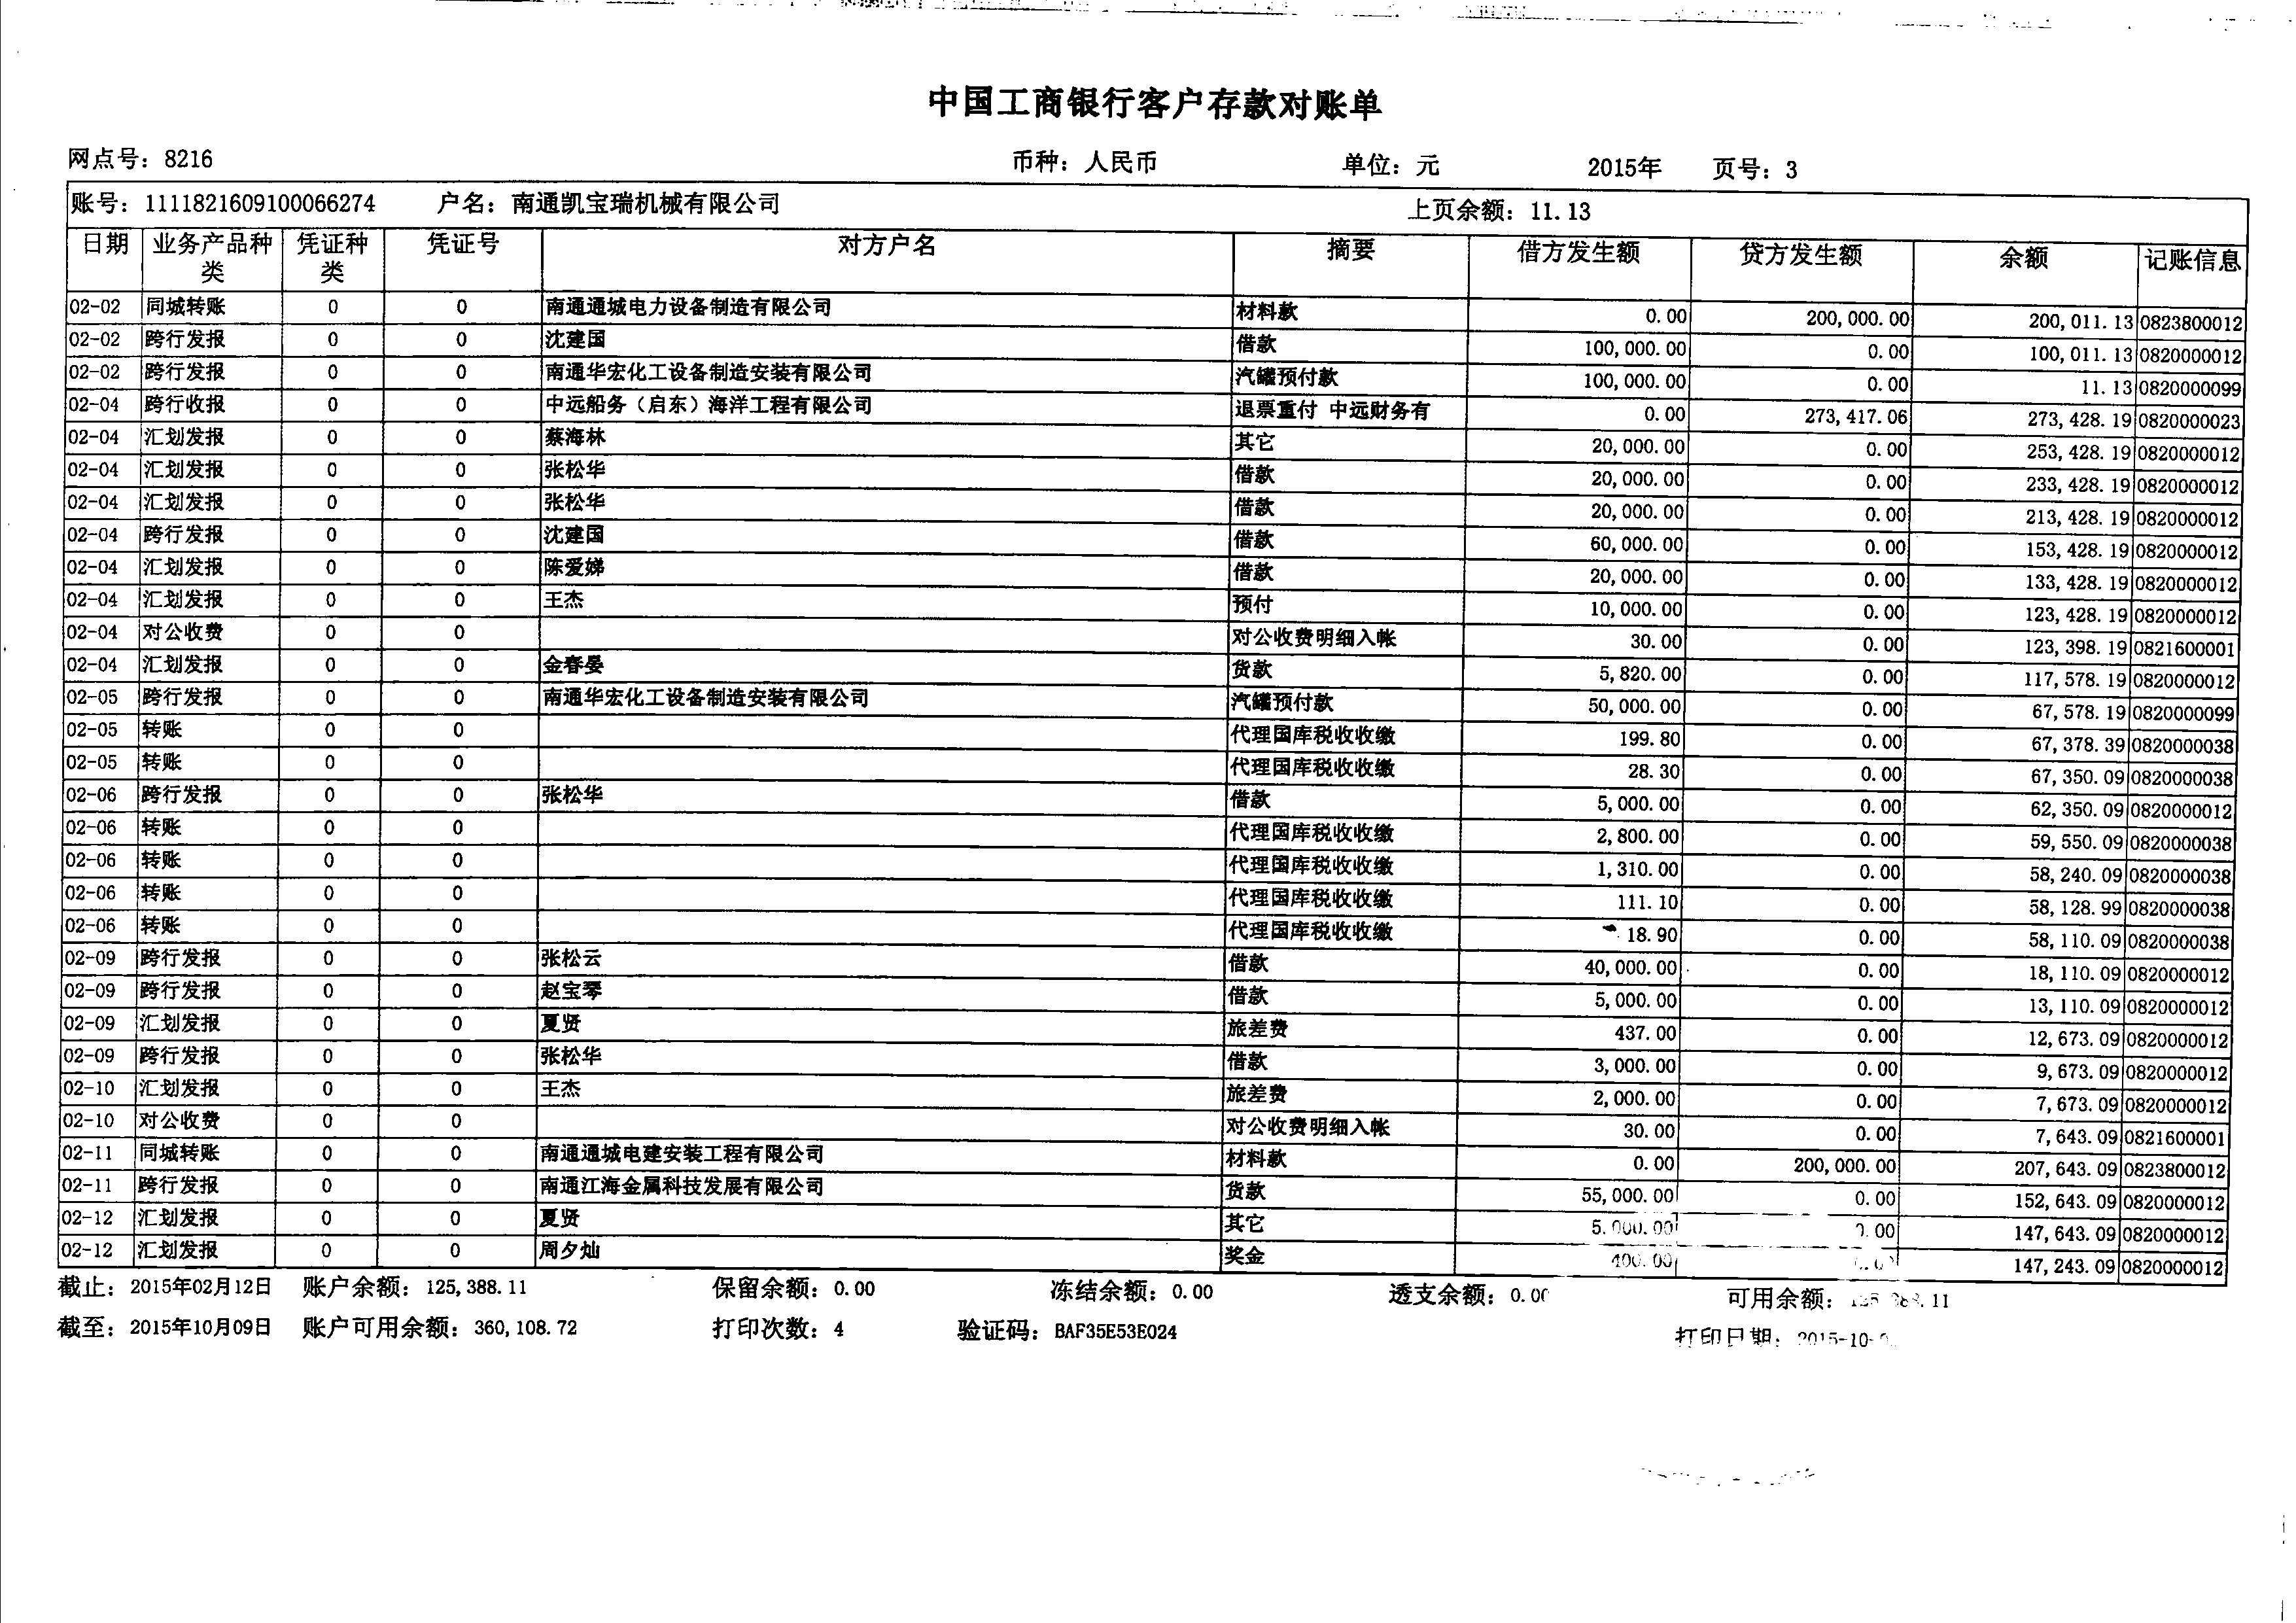 中国工商银行客户存款对账单
网点号：8216 币种：人民币 单位：元 2015年 页号：3
账号：1111821609100066274 户名：南通凯宝瑞机械有限公司 上页余额：11.13
日期 业务产品种类 凭证种类 凭证号 对方户名 摘要 借方发生额 贷方发生额 余额 记账信息
02-02 同城转账 0 0 南通通城电力设备制造有限公司 材料款 0.00 200,000.00 200,011.13 0823800012
02-02 跨行发报 0 0 沈建国 借款 100,000.00 0.00 100,011.13 0820000012
02-02 跨行发报 0 0 南通华宏化工设备制造安装有限公司 汽罐预付款 100,000.00 0.00 11.13 0820000099
02-04 跨行收报 0 0 中远船务（启东）海洋工程有限公司 退票重付 中远财务有 0.00 273,417.06 273,428.19 0820000023
02-04 汇划发报 0 0 蔡海林 其它 20,000.00 0.00 253,428.19 0820000012
02-04 汇划发报 0 0 张松华 借款 20,000.00 0.00 233,428.19 0820000012
02-04 汇划发报 0 0 张松华 借款 20,000.00 0.00 213,428.19 0820000012
02-04 跨行发报 0 0 沈建国 借款 60,000.00 0.00 153,428.19 0820000012
02-04 汇划发报 0 0 陈爱娣 借款 20,000.00 0.00 133,428.19 0820000012
02-04 汇划发报 0 0 王杰 预付 10,000.00 0.00 123,428.19 0820000012
02-04 对公收费 0 0 对公收费明细入帐 30.00 0.00 123,398.19 0821600001
02-04 汇划发报 0 0 金春晏 货款 5,820.00 0.00 117,578.19 0820000012
02-05 跨行发报 0 0 南通华宏化工设备制造安装有限公司 汽罐预付款 50,000.00 0.00 67,578.19 0820000099
02-05 转账 0 0 代理国库税收收缴 199.80 0.00 67,378.39 0820000038
02-05 转账 0 0 代理国库税收收缴 28.30 0.00 67,350.09 0820000038
02-06 跨行发报 0 0 张松华 借款 5,000.00 0.00 62,350.09 0820000012
02-06 转账 0 0 代理国库税收收缴 2,800.00 0.00 59,550.09 0820000038
02-06 转账 0 0 代理国库税收收缴 1,310.00 0.00 58,240.09 0820000038
02-06 转账 0 0 代理国库税收收缴 111.10 0.00 58,128.99 0820000038
02-06 转账 0 0 代理国库税收收缴 18.90 0.00 58,110.09 0820000038
02-09 跨行发报 0 0 张松云 借款 40,000.00 0.00 18,110.09 0820000012
02-09 跨行发报 0 0 赵宝琴 借款 5,000.00 0.00 13,110.09 0820000012
02-09 汇划发报 0 0 夏贤 旅差费 437.00 0.00 12,673.09 0820000012
02-09 跨行发报 0 0 张松华 借款 3,000.00 0.00 9,673.09 0820000012
02-10 汇划发报 0 0 王杰 旅差费 2,000.00 0.00 7,673.09 0820000012
02-10 对公收费 0 0 对公收费明细入帐 30.00 0.00 7,643.09 0821600001
02-11 同城转账 0 0 南通通城电建安装工程有限公司 材料款 0.00 200,000.00 207,643.09 0823800012
02-11 跨行发报 0 0 南通江海金属科技发展有限公司 货款 55,000.00 0.00 152,643.09 0820000012
02-12 汇划发报 0 0 夏贤 其它 5,000.00 0.00 147,643.09 0820000012
02-12 汇划发报 0 0 周夕灿 奖金 400.00 147,243.09 0820000012
截止：2015年02月12日 账户余额：125,388.11 保留余额：0.00 冻结余额：0.00 透支余额：0.00 可用余额：
截至：2015年10月09日 账户可用余额：360,108.72 打印次数：4 验证码：BAF35E53E024 打印日期：